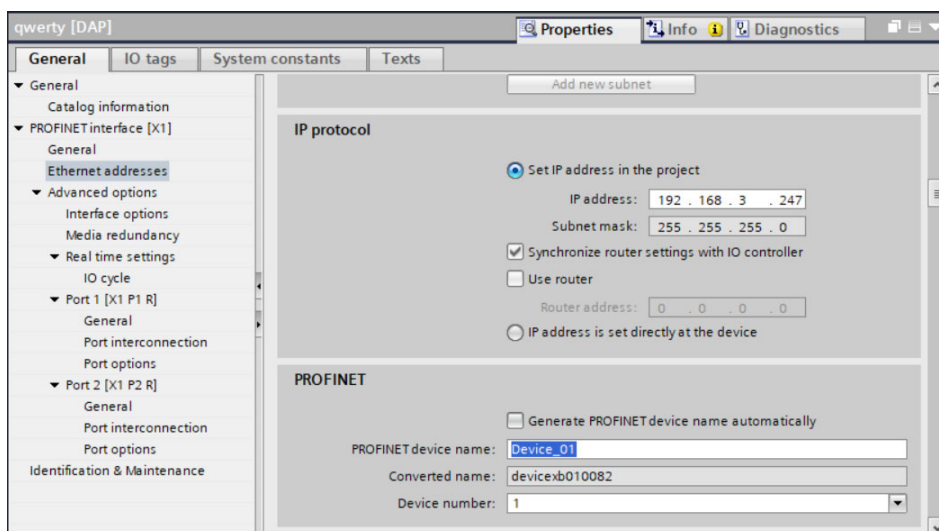 qwerty [DAP]
Properties
Info
Diagnostics
General
IO tags
System constants
Texts
General
Catalog information
PROFINET interface [X1]
General
Ethernet addresses
Advanced options
Interface options
Media redundancy
Real time settings
IO cycle
Port 1 [X1 P1 R]
General
Port interconnection
Port options
Port 2 [X1 P2 R]
General
Port interconnection
Port options
Identification & Maintenance
Add new subnet
IP protocol
Set IP address in the project
IP address: 192 . 168 . 3 . 247
Subnet mask: 255 . 255 . 255 . 0
Synchronize router settings with IO controller
Use router
Router address: 0 . 0 . 0 . 0
IP address is set directly at the device
PROFINET
Generate PROFINET device name automatically
PROFINET device name: Device_01
Converted name: devicexb010082
Device number: 1